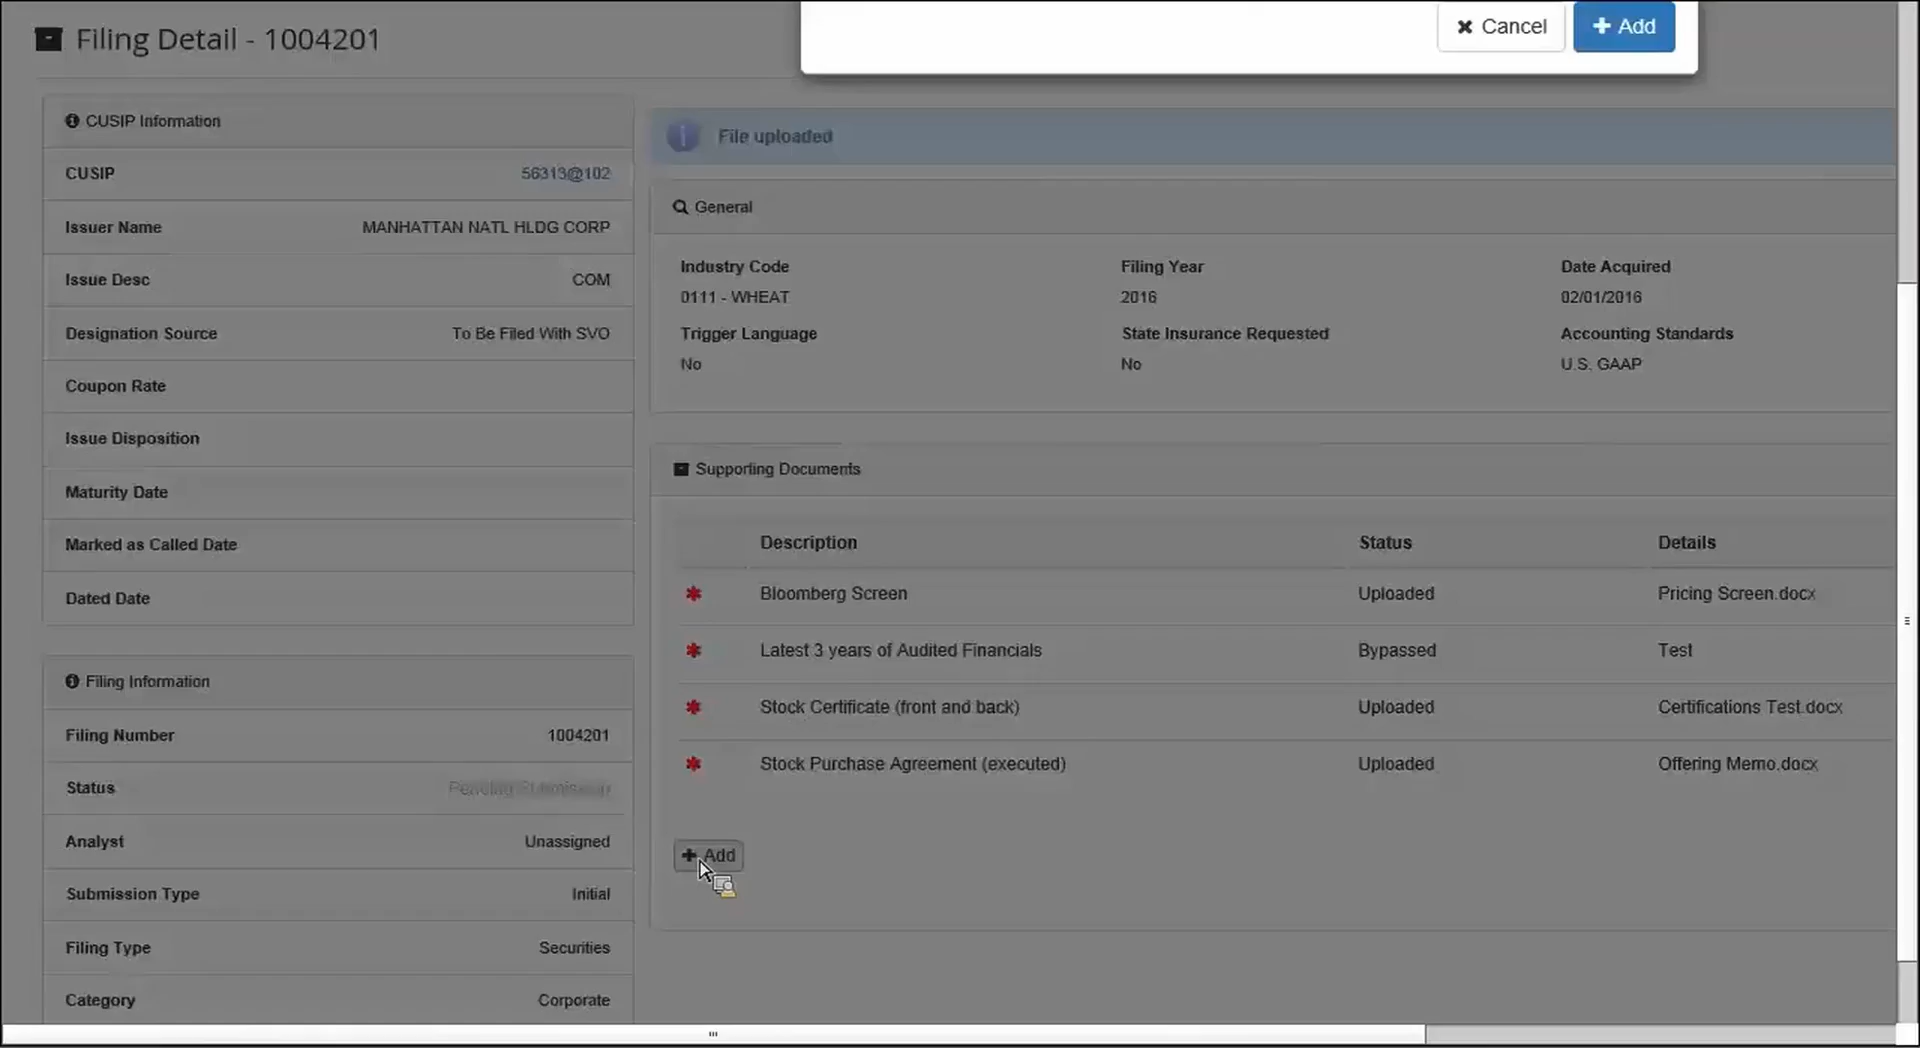 Filing Detail - 1004201
Cancel
Add
CUSIP Information
CUSIP 56313@102
Issuer Name MANHATTAN NATL HLDG CORP
Issue Desc COM
Designation Source To Be Filed With SVO
Coupon Rate
Issue Disposition
Maturity Date
Marked as Called Date
Dated Date
Filing Information
Filing Number 1004201
Status Pending Submission
Analyst Unassigned
Submission Type Initial
Filing Type Securities
Category Corporate
File uploaded
General
Industry Code Filing Year Date Acquired
0111 - WHEAT 2016 02/01/2016
Trigger Language State Insurance Requested Accounting Standards
No No U.S. GAAP
Supporting Documents
Description Status Details
Bloomberg Screen Uploaded Pricing Screen.docx
Latest 3 years of Audited Financials Bypassed Test
Stock Certificate (front and back) Uploaded Certifications Test.docx
Stock Purchase Agreement (executed) Uploaded Offering Memo.docx
Add